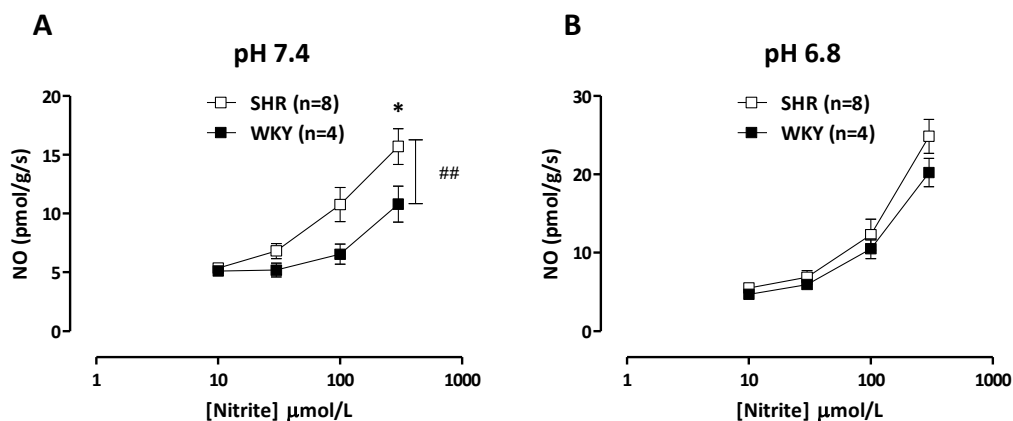 A
pH 7.4
20
15
10
5
0
NO (pmol/g/s)
SHR (n=8)
WKY (n=4)
*
##
1 10 100 1000
[Nitrite] μmol/L
B
pH 6.8
30
20
10
0
NO (pmol/g/s)
SHR (n=8)
WKY (n=4)
1 10 100 1000
[Nitrite] μmol/L